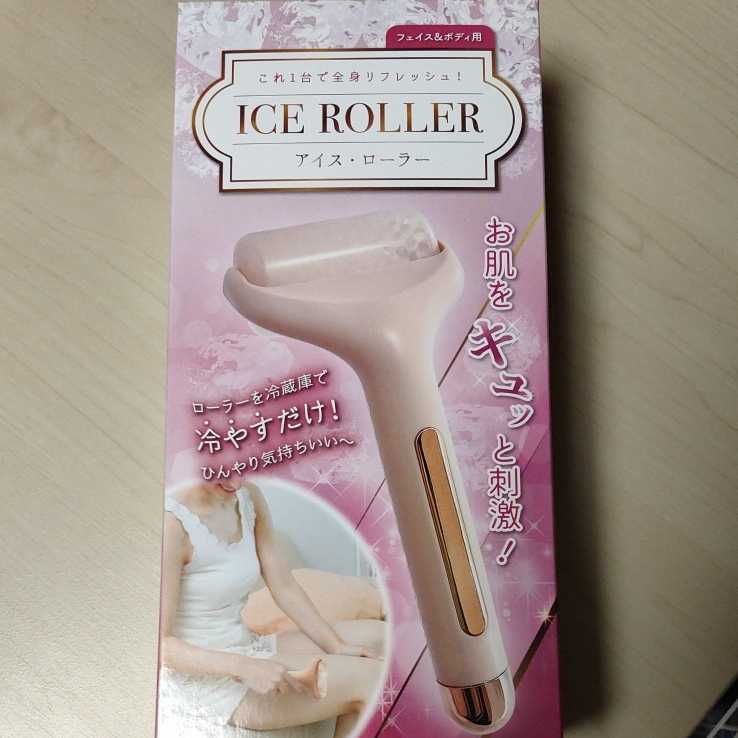 フェイス&ボディ用
これ1台で全身リフレッシュ!
ICE ROLLER
アイス・ローラー
お肌をキュッと刺激!
ローラーを冷蔵庫で
冷やすだけ!
ひんやり気持ちいい〜